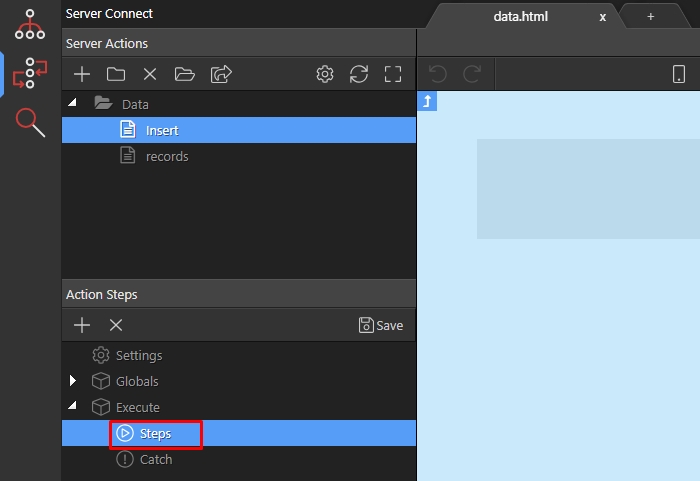 Server Connect
data.html x +
Server Actions
Data
Insert
records
Action Steps
Save
Settings
Globals
Execute
Steps
Catch